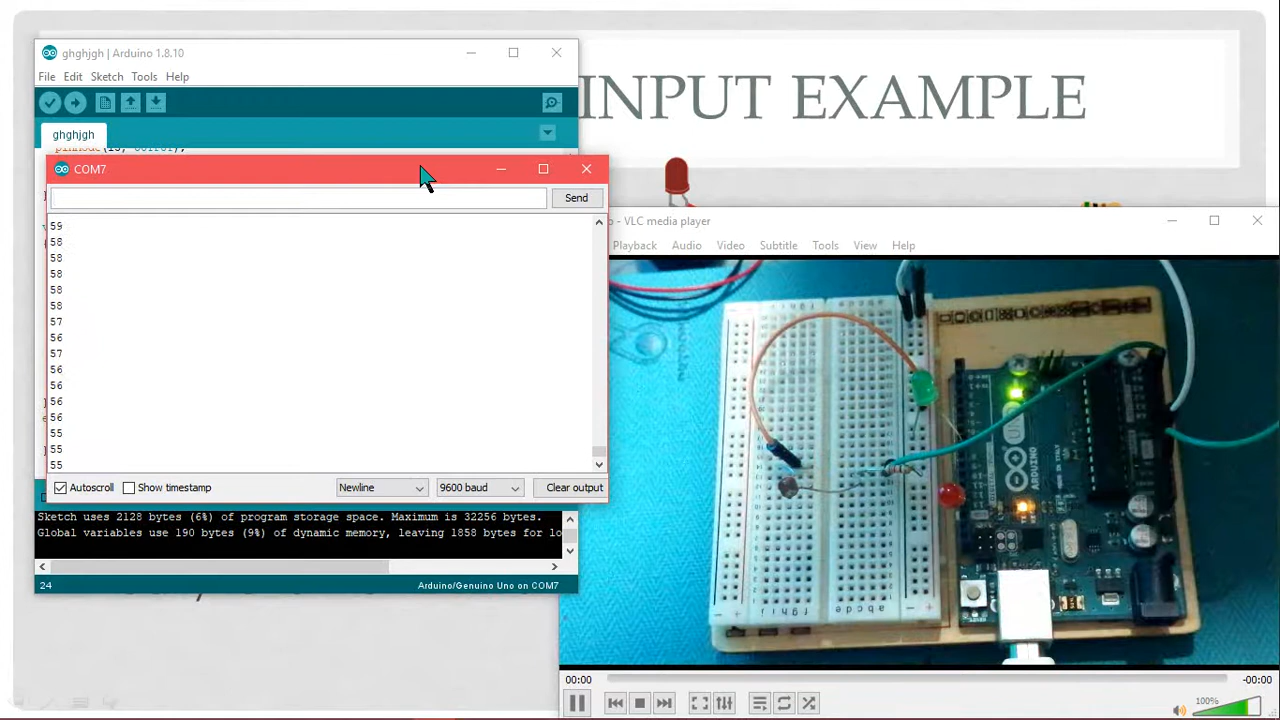 INPUT EXAMPLE
ghghjgh | Arduino 1.8.10
File Edit Sketch Tools Help
ghghjgh
COM7
Send
59
58
58
58
58
58
57
56
57
56
56
56
56
55
55
55
Autoscroll Show timestamp Newline 9600 baud Clear output
Sketch uses 2128 bytes (6%) of program storage space. Maximum is 32256 bytes.
Global variables use 190 bytes (9%) of dynamic memory, leaving 1858 bytes for lo
24 Arduino/Genuino Uno on COM7
- VLC media player
Playback Audio Video Subtitle Tools View Help
a b c d e
f g h i j
f g h i j
a b c d e
ARDUINO
00:00 -00:00
100%